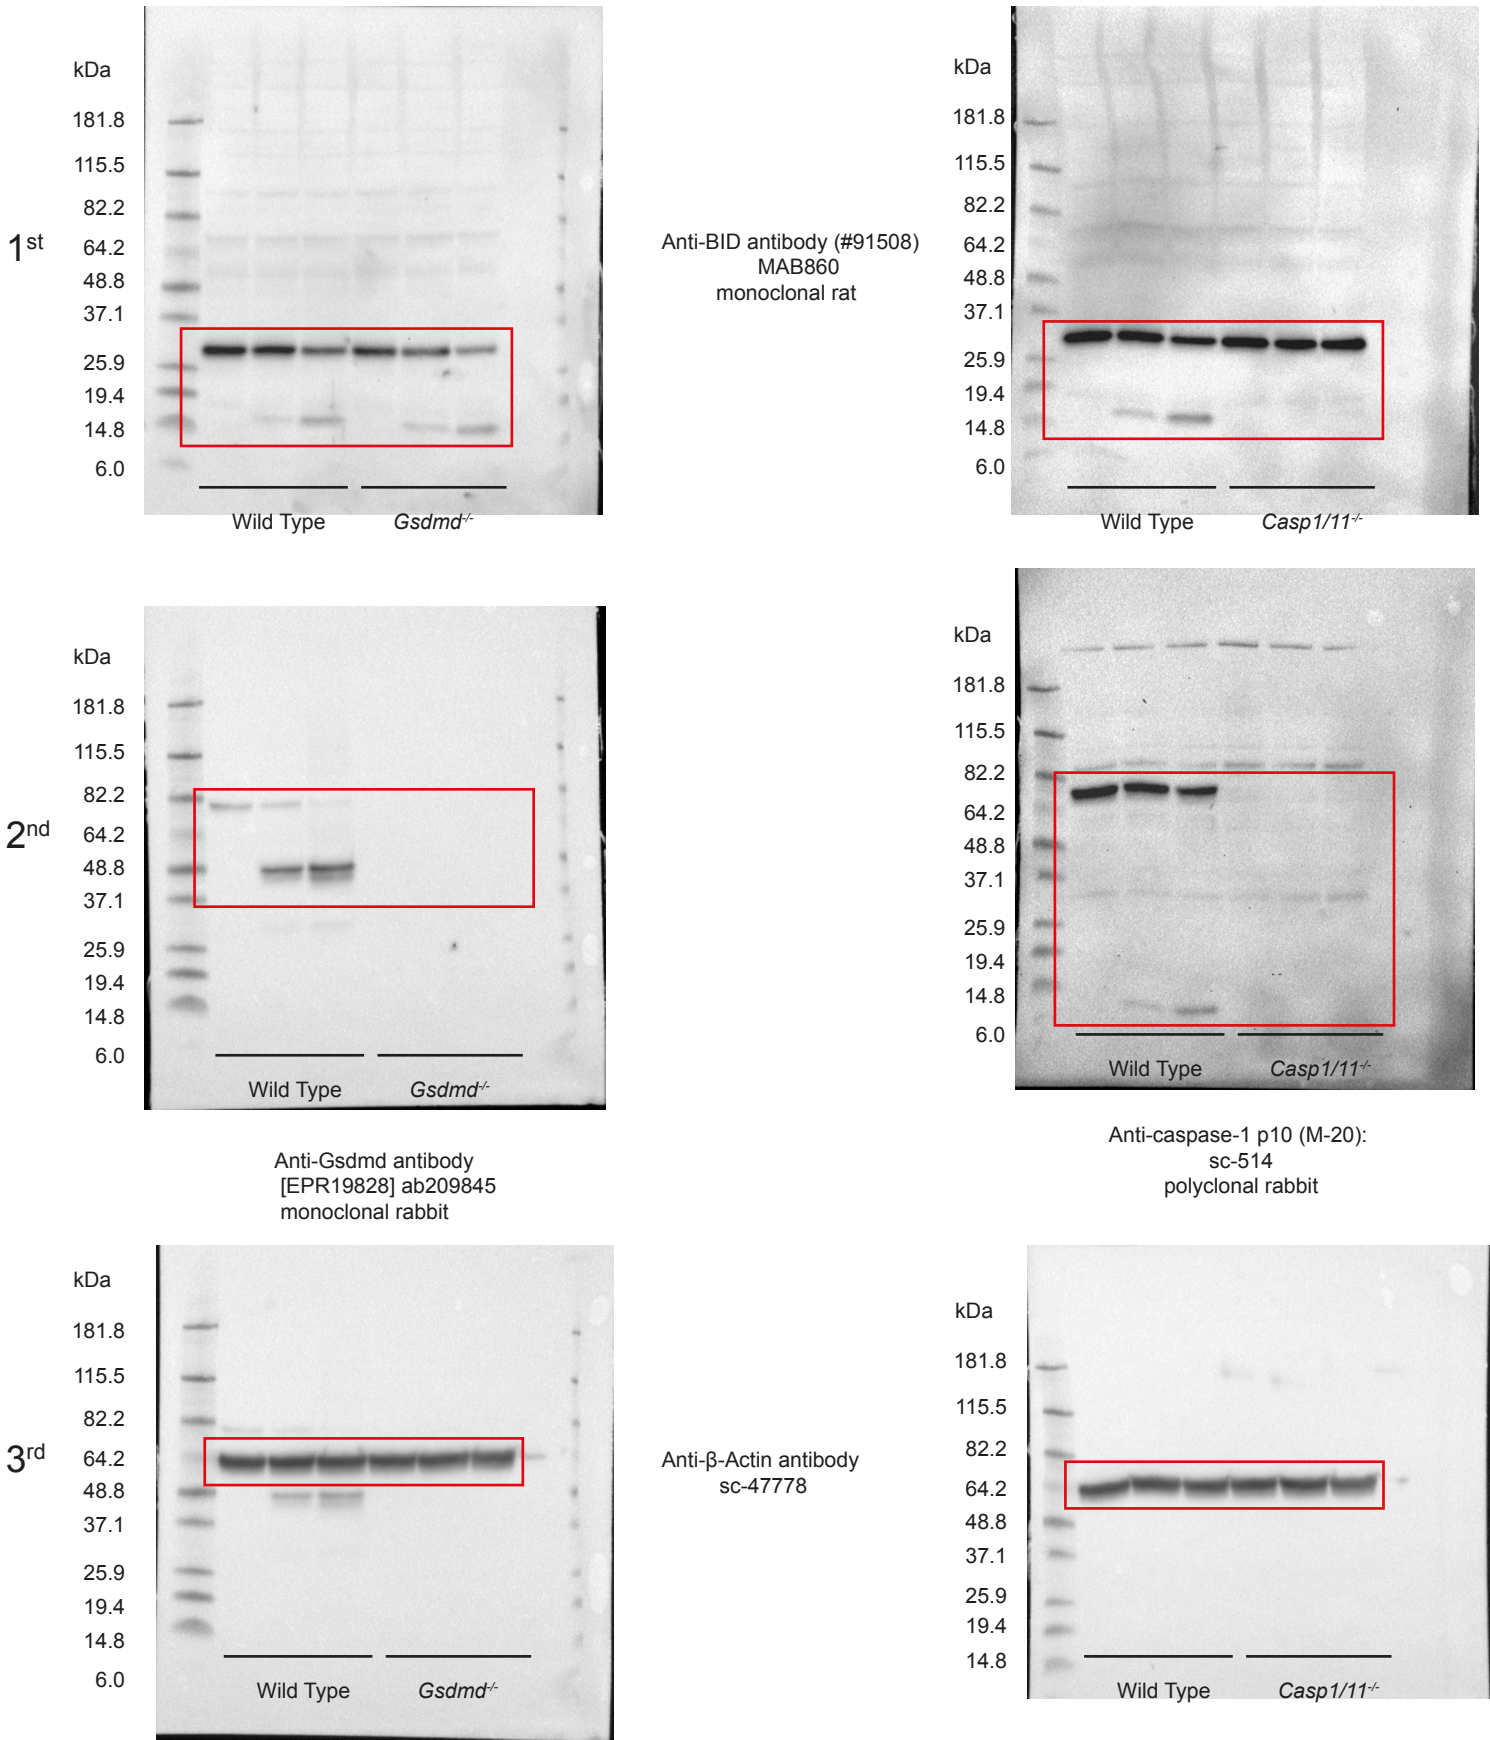 1st
kDa
181.8
115.5
82.2
64.2
48.8
37.1
25.9
19.4
14.8
6.0
Wild Type
Gsdmd-/-
Anti-BID antibody (#91508)
MAB860
monoclonal rat
kDa
181.8
115.5
82.2
64.2
48.8
37.1
25.9
19.4
14.8
6.0
Wild Type
Casp1/11-/-
2nd
kDa
181.8
115.5
82.2
64.2
48.8
37.1
25.9
19.4
14.8
6.0
Wild Type
Gsdmd-/-
Anti-Gsdmd antibody
[EPR19828] ab209845
monoclonal rabbit
kDa
181.8
115.5
82.2
64.2
48.8
37.1
25.9
19.4
14.8
6.0
Wild Type
Casp1/11-/-
Anti-caspase-1 p10 (M-20):
sc-514
polyclonal rabbit
3rd
kDa
181.8
115.5
82.2
64.2
48.8
37.1
25.9
19.4
14.8
6.0
Wild Type
Gsdmd-/-
Anti-β-Actin antibody
sc-47778
kDa
181.8
115.5
82.2
64.2
48.8
37.1
25.9
19.4
14.8
Wild Type
Casp1/11-/-